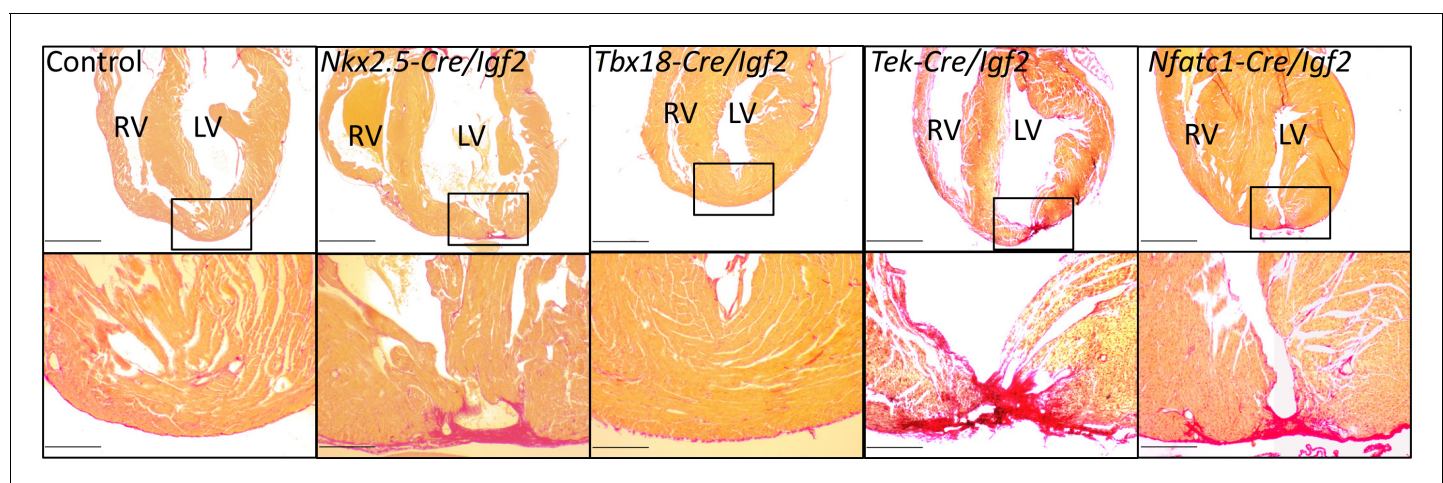 Control
Nkx2.5-Cre/Igf2
Tbx18-Cre/Igf2
Tek-Cre/Igf2
Nfatc1-Cre/Igf2
RV LV
RV LV
RV LV
RV LV
RV LV